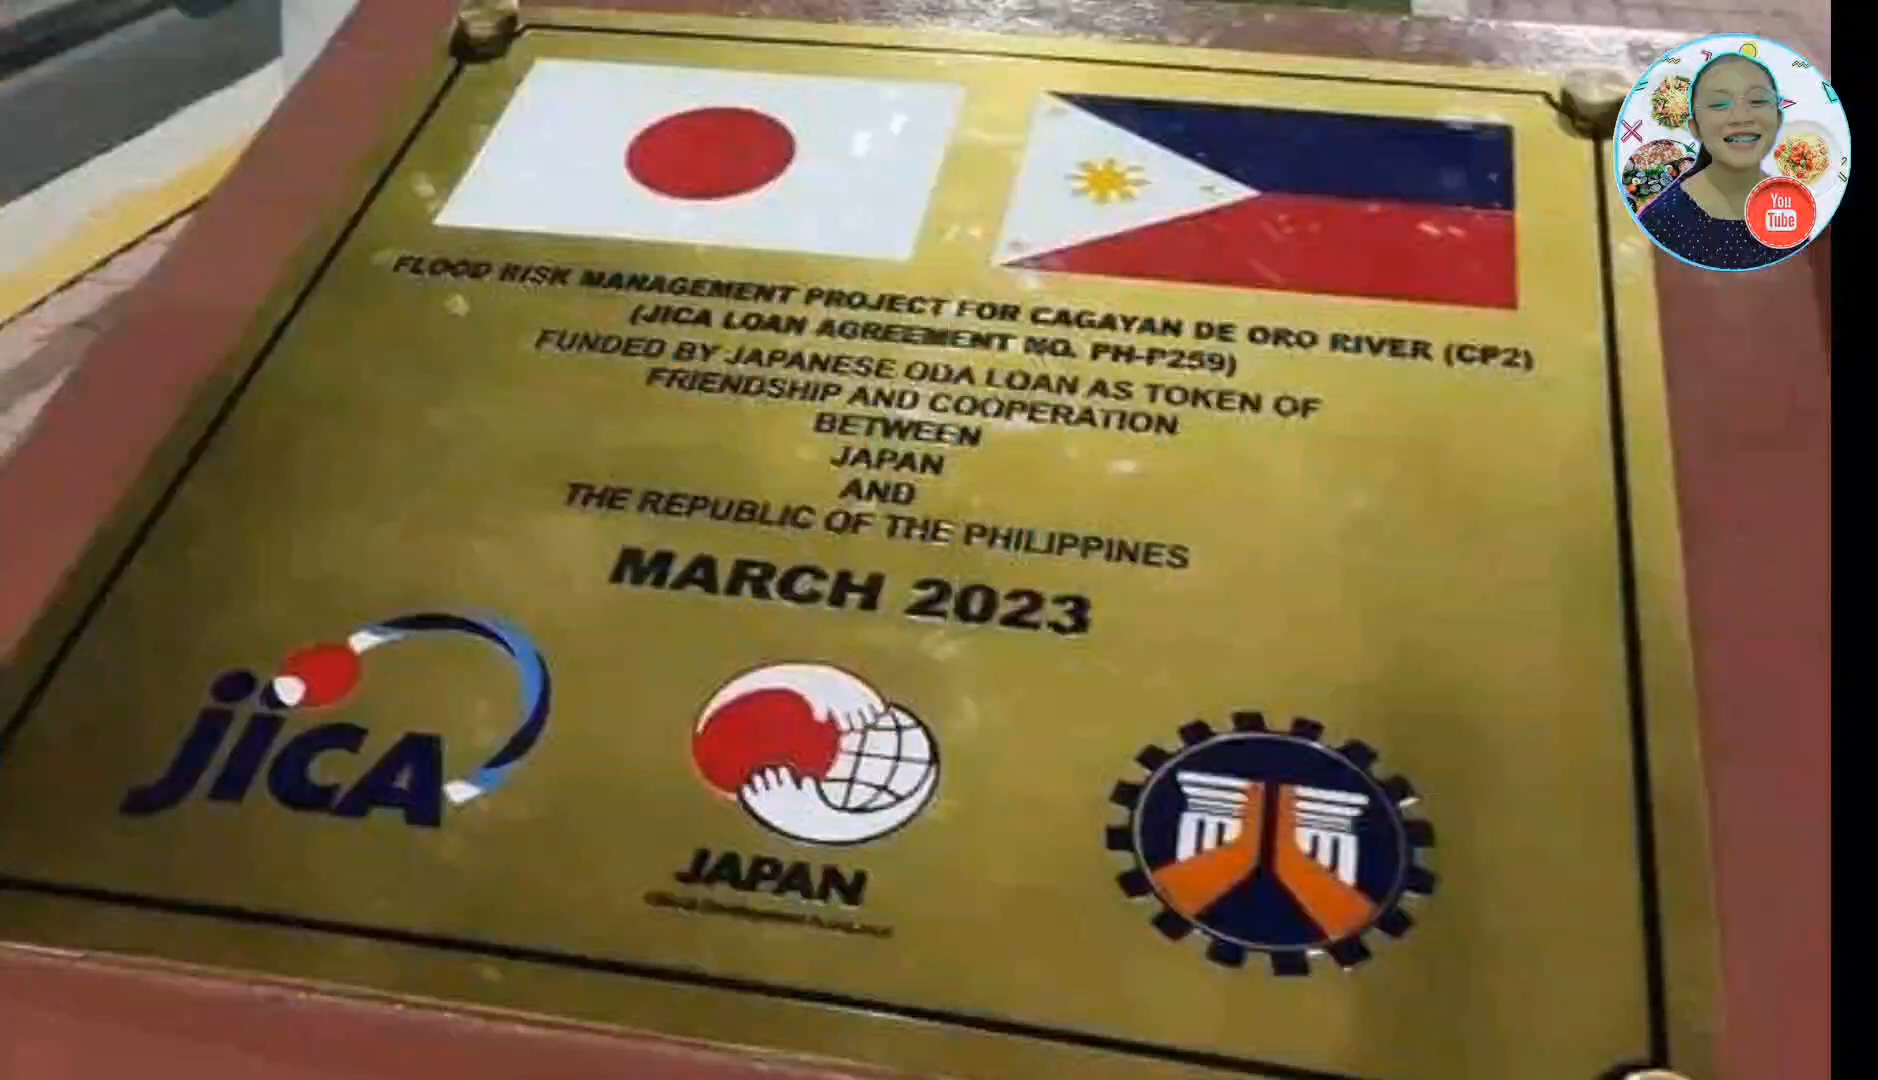 FLOOD RISK MANAGEMENT PROJECT FOR CAGAYAN DE ORO RIVER (CP2)
(JICA LOAN AGREEMENT NO. PH-P259)
FUNDED BY JAPANESE ODA LOAN AS TOKEN OF
FRIENDSHIP AND COOPERATION
BETWEEN
JAPAN
AND
THE REPUBLIC OF THE PHILIPPINES
MARCH 2023
jica
JAPAN
You
Tube